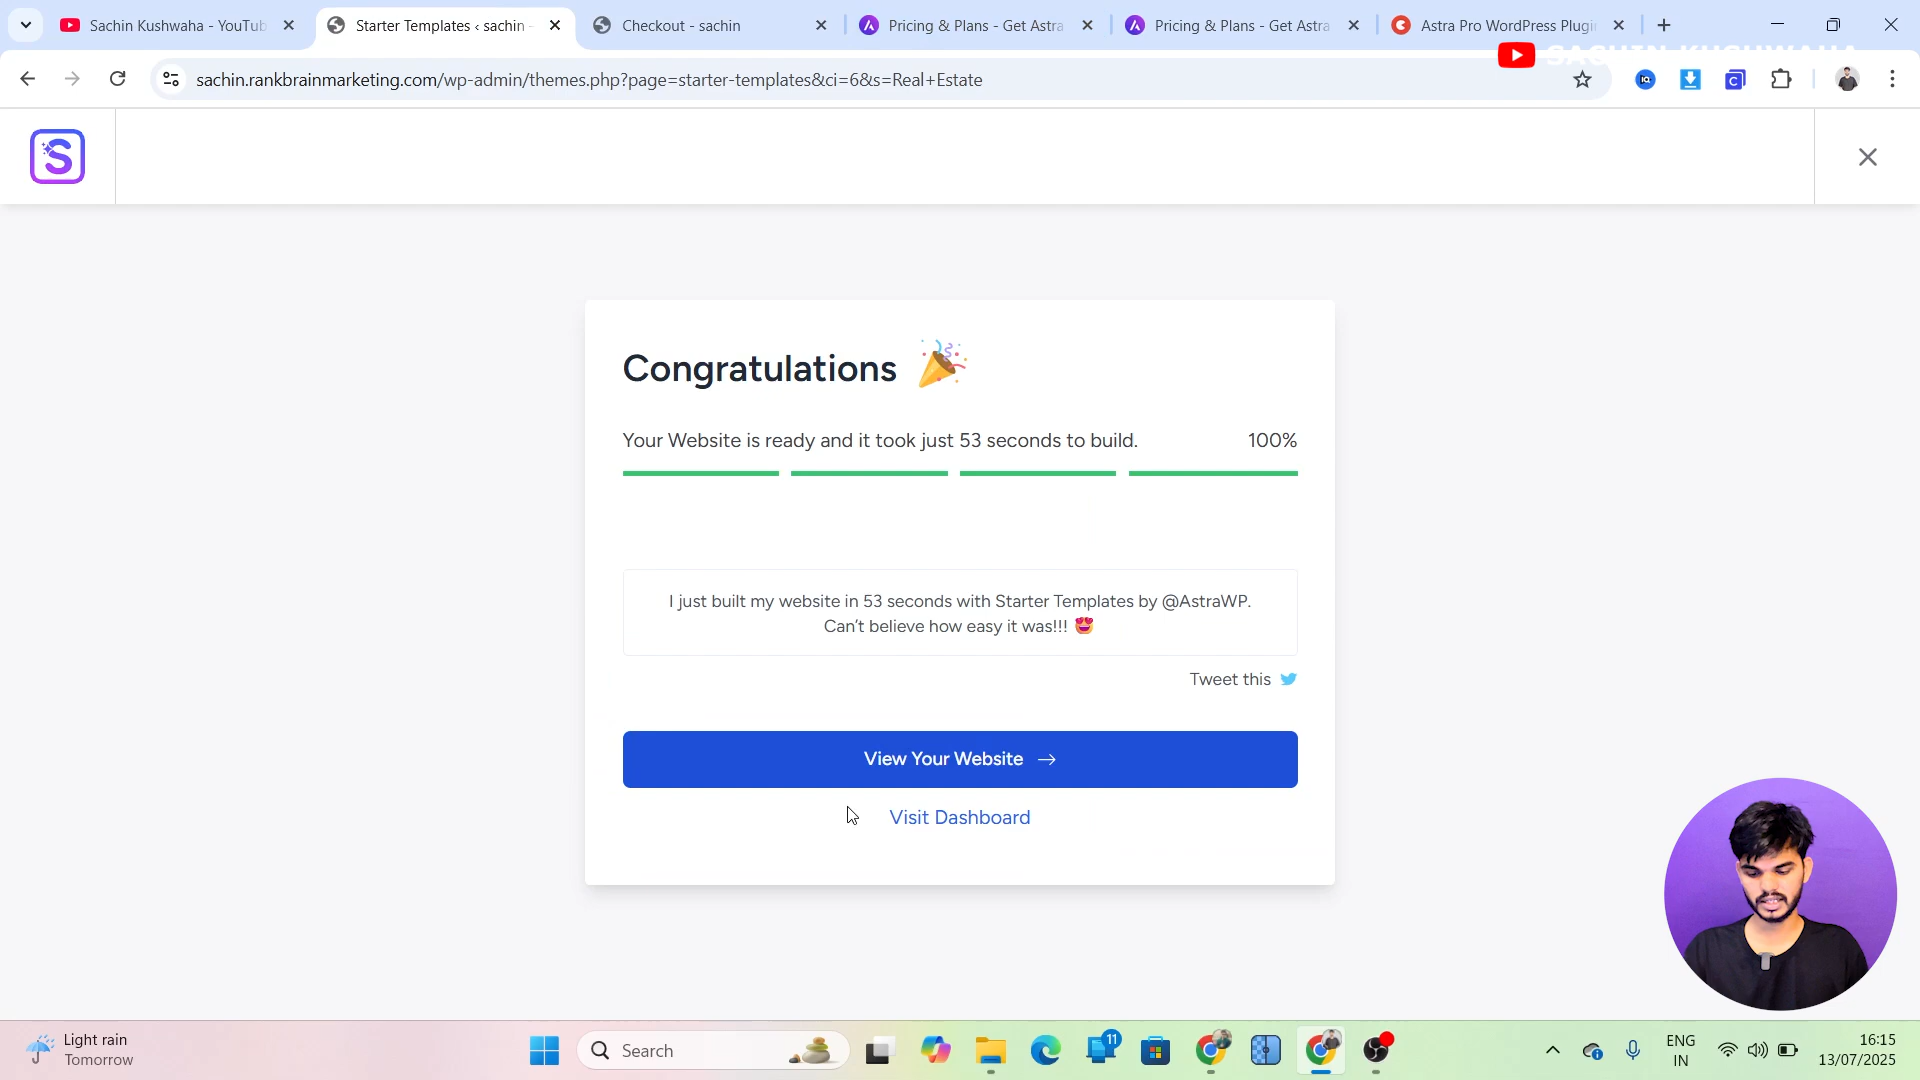 Sachin Kushwaha - YouTub
Starter Templates ‹ sachin -
Checkout - sachin
Pricing & Plans - Get Astra
Pricing & Plans - Get Astra
Astra Pro WordPress Plugi
SACHIN KUSHWAHA
sachin.rankbrainmarketing.com/wp-admin/themes.php?page=starter-templates&ci=6&s=Real+Estate
Congratulations 🎉
Your Website is ready and it took just 53 seconds to build.
100%
I just built my website in 53 seconds with Starter Templates by @AstraWP.
Can't believe how easy it was!!! 😍
Tweet this
View Your Website →
Visit Dashboard
Light rain
Tomorrow
Search
11
ENG
IN
16:15
13/07/2025